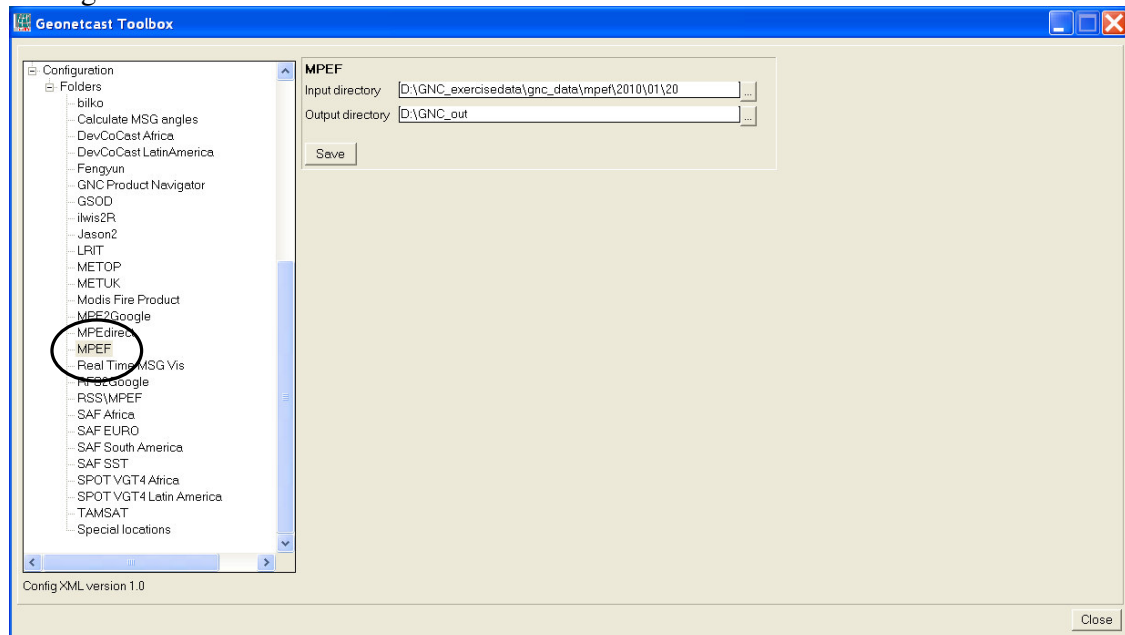 Geonetcast Toolbox
Configuration
Folders
bilko
Calculate MSG angles
DevCoCast Africa
DevCoCast LatinAmerica
Fengyun
GNC Product Navigator
GSOD
ilwis2R
Jason2
LRIT
METOP
METUK
Modis Fire Product
MPE2Google
MPEdirect
MPEF
Real Time MSG Vis
RFS2Google
RSS\MPEF
SAF Africa
SAF EURO
SAF South America
SAF SST
SPOT VGT4 Africa
SPOT VGT4 Latin America
TAMSAT
Special locations
Config XML version 1.0
MPEF
Input directory D:\GNC_exercisedata\gnc_data\mpef\2010\01\20 ...
Output directory D:\GNC_out ...
Save
Close